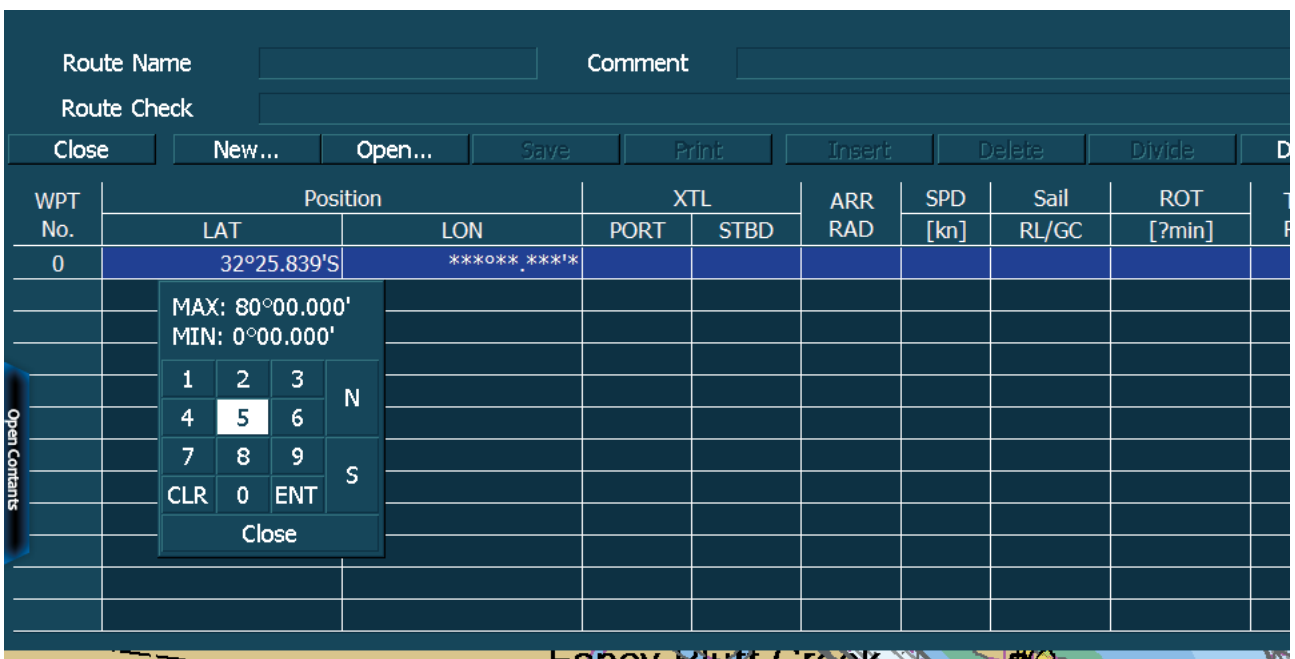 Route Name Comment
Route Check
Close New... Open... Save Print Insert Delete Divide D
WPT Position XTL ARR SPD Sail ROT T
No. LAT LON PORT STBD RAD [kn] RL/GC [?min]
0 32°25.839'S ***°**.***'*
MAX: 80°00.000'
MIN: 0°00.000'
1 2 3
N
4 5 6
7 8 9
S
CLR 0 ENT
Close
Open Contants